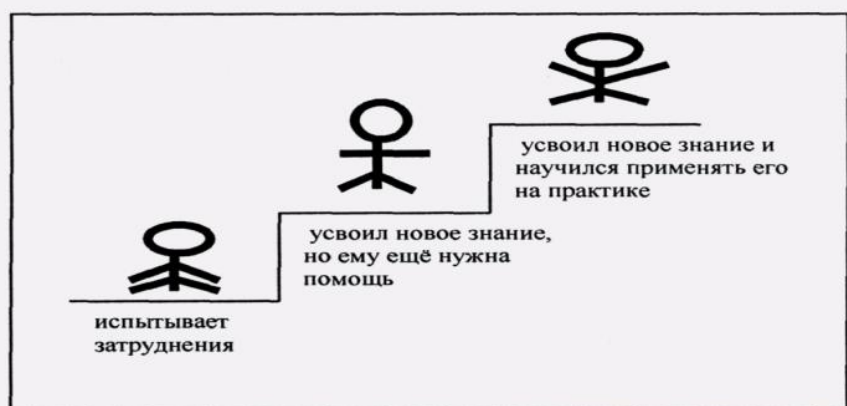 усвоил новое знание и
научился применять его
на практике
усвоил новое знание,
но ему ещё нужна
помощь
испытывает
затруднения